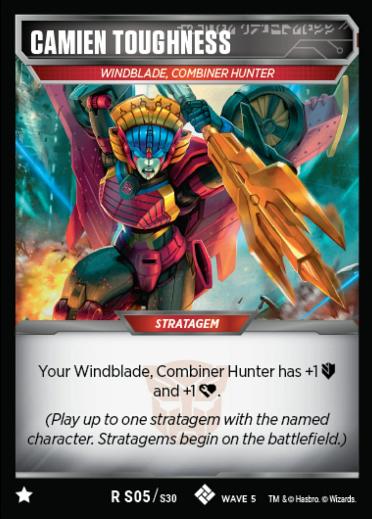 CAMIEN TOUGHNESS
WINDBLADE, COMBINER HUNTER
STRATAGEM
Your Windblade, Combiner Hunter has +1
and +1 .
(Play up to one stratagem with the named
character. Stratagems begin on the battlefield.)
R S05/S30 WAVE 5 TM & © Hasbro. © Wizards.